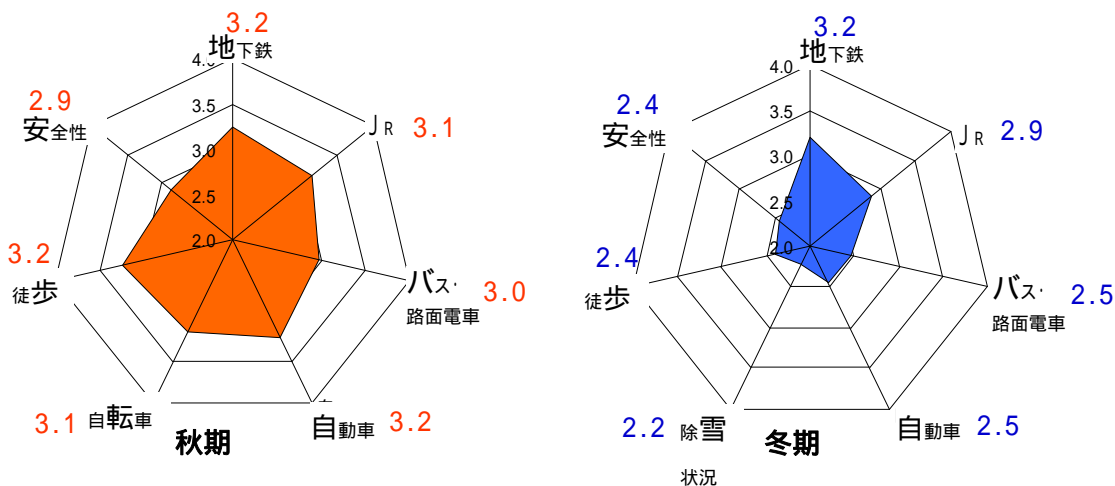 3.2
地下鉄
4.0
3.5
3.0
2.5
2.0
2.9
安全性
JR 3.1
3.2
徒歩
バス・ 3.0
路面電車
3.1 自転車
自動車 3.2
秋期
3.2
地下鉄
4.0
3.5
3.0
2.5
2.0
2.4
安全性
JR 2.9
2.4
徒歩
バス・ 2.5
路面電車
2.2 除雪
状況
自動車 2.5
冬期